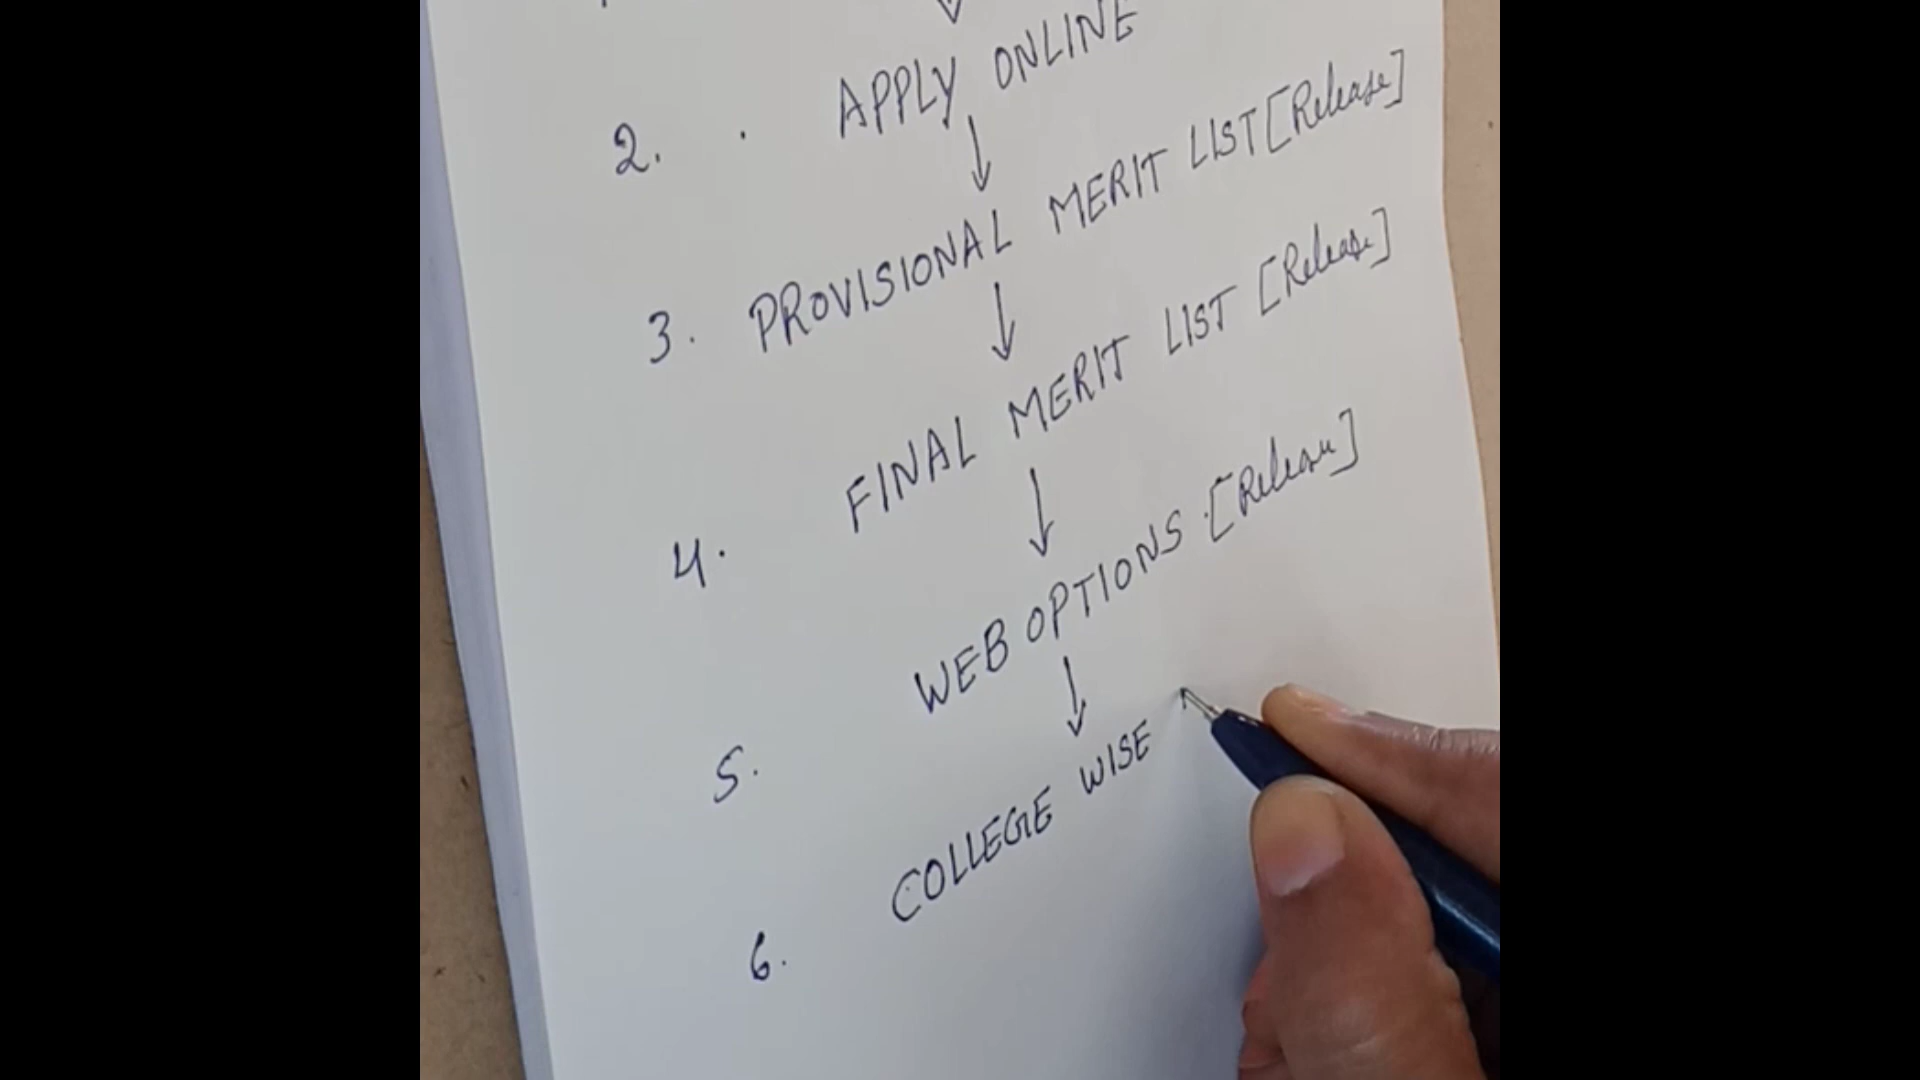 2. APPLY ONLINE
↓
3. PROVISIONAL MERIT LIST [Release]
↓
4. FINAL MERIT LIST [Release]
↓
5. WEB OPTIONS. [Release]
↓
6. COLLEGE WISE